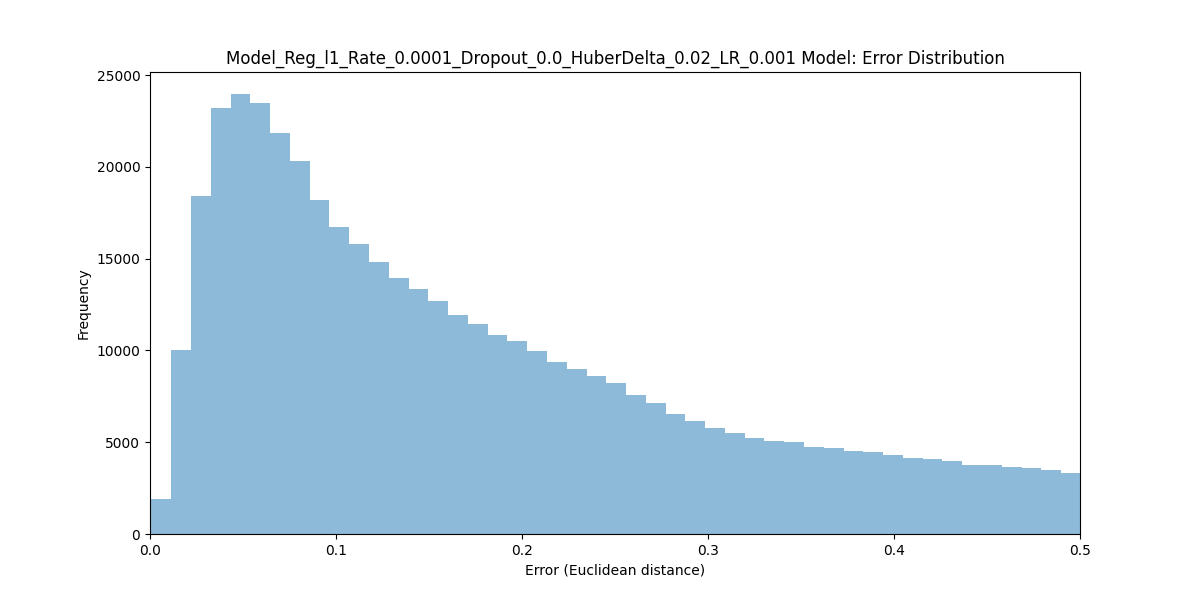 Model_Reg_l1_Rate_0.0001_Dropout_0.0_HuberDelta_0.02_LR_0.001 Model: Error Distribution
25000
20000
15000
10000
5000
0
Frequency
0.0 0.1 0.2 0.3 0.4 0.5
Error (Euclidean distance)